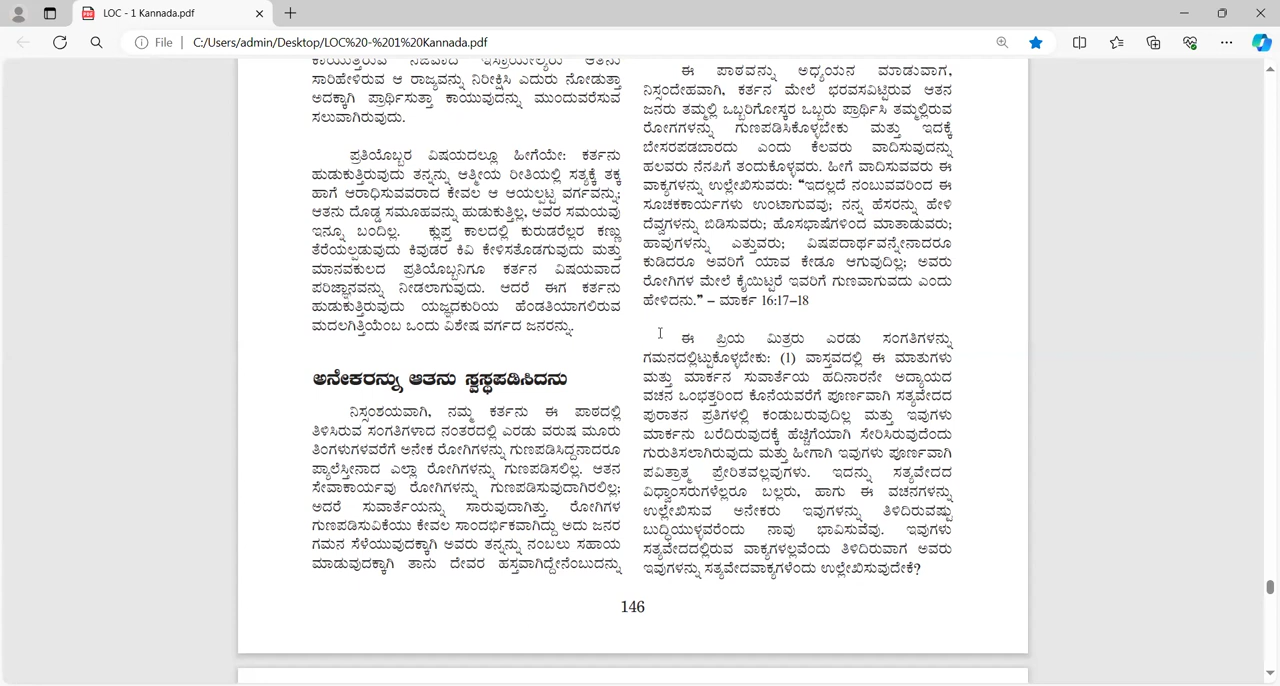 LOC - 1 Kannada.pdf
File
C:/Users/admin/Desktop/LOC%20-%201%20Kannada.pdf
ಸಾರಿಹೇಳಿರುವ ಆ ರಾಜ್ಯವನ್ನು ನಿರೀಕ್ಷಿಸಿ ಎದುರು ನೋಡುತ್ತಾ
ಅದಕ್ಕಾಗಿ ಪ್ರಾರ್ಥಿಸುತ್ತಾ ಕಾಯುವುದನ್ನು ಮುಂದುವರೆಸುವ
ಸಲುವಾಗಿರುವುದು.
ಪ್ರತಿಯೊಬ್ಬರ ವಿಷಯದಲ್ಲೂ ಹೀಗೆಯೇ: ಕರ್ತನು
ಹುಡುಕುತ್ತಿರುವುದು ತನ್ನನ್ನು ಆತ್ಮೀಯ ರೀತಿಯಲ್ಲಿ ಸತ್ಯಕ್ಕೆ ತಕ್ಕ
ಹಾಗೆ ಆರಾಧಿಸುವವರಾದ ಕೇವಲ ಆ ಆಯಲ್ಪಟ್ಟ ವರ್ಗವನ್ನು;
ಆತನು ದೊಡ್ಡ ಸಮೂಹವನ್ನು ಹುಡುಕುತ್ತಿಲ್ಲ, ಅವರ ಸಮಯವು
ಇನ್ನೂ ಬಂದಿಲ್ಲ. ಕ್ಲುಪ್ತ ಕಾಲದಲ್ಲಿ ಕುರುಡರೆಲ್ಲರ ಕಣ್ಣು
ತೆರೆಯಲ್ಪಡುವುದು ಕಿವುಡರ ಕಿವಿ ಕೇಳಿಸತೊಡಗುವುದು ಮತ್ತು
ಮಾನವಕುಲದ ಪ್ರತಿಯೊಬ್ಬನಿಗೂ ಕರ್ತನ ವಿಷಯವಾದ
ಪರಿಜ್ಞಾನವನ್ನು ನೀಡಲಾಗುವುದು. ಆದರೆ ಈಗ ಕರ್ತನು
ಹುಡುಕುತ್ತಿರುವುದು ಯಜ್ಞದಕುರಿಯ ಹೆಂಡತಿಯಾಗಲಿರುವ
ಮದಲಗಿತ್ತಿಯೆಂಬ ಒಂದು ವಿಶೇಷ ವರ್ಗದ ಜನರನ್ನು.
ಅನೇಕರನ್ನು ಆತನು ಸ್ವಸ್ಥಪಡಿಸಿದನು
ನಿಸ್ಸಂಶಯವಾಗಿ, ನಮ್ಮ ಕರ್ತನು ಈ ಪಾಠದಲ್ಲಿ
ತಿಳಿಸಿರುವ ಸಂಗತಿಗಳಾದ ನಂತರದಲ್ಲಿ ಎರಡು ವರುಷ ಮೂರು
ತಿಂಗಳುಗಳವರೆಗೆ ಅನೇಕ ರೋಗಿಗಳನ್ನು ಗುಣಪಡಿಸಿದ್ದನಾದರೂ
ಪ್ಯಾಲೆಸ್ತೀನಾದ ಎಲ್ಲಾ ರೋಗಿಗಳನ್ನು ಗುಣಪಡಿಸಲಿಲ್ಲ. ಆತನ
ಸೇವಾಕಾರ್ಯವು ರೋಗಿಗಳನ್ನು ಗುಣಪಡಿಸುವುದಾಗಿರಲಿಲ್ಲ;
ಅದರೆ ಸುವಾರ್ತೆಯನ್ನು ಸಾರುವುದಾಗಿತ್ತು. ರೋಗಿಗಳ
ಗುಣಪಡಿಸುವಿಕೆಯು ಕೇವಲ ಸಾಂದರ್ಭಿಕವಾಗಿದ್ದು ಅದು ಜನರ
ಗಮನ ಸೆಳೆಯುವುದಕ್ಕಾಗಿ ಅವರು ತನ್ನನ್ನು ನಂಬಲು ಸಹಾಯ
ಮಾಡುವುದಕ್ಕಾಗಿ ತಾನು ದೇವರ ಹಸ್ತವಾಗಿದ್ದೇನೆಂಬುದನ್ನು
ಈ ಪಾಠವನ್ನು ಅಧ್ಯಯನ ಮಾಡುವಾಗ,
ನಿಸ್ಸಂದೇಹವಾಗಿ, ಕರ್ತನ ಮೇಲೆ ಭರವಸವಿಟ್ಟಿರುವ ಆತನ
ಜನರು ತಮ್ಮಲ್ಲಿ ಒಬ್ಬರಿಗೋಸ್ಕರ ಒಬ್ಬರು ಪ್ರಾರ್ಥಿಸಿ ತಮ್ಮಲ್ಲಿರುವ
ರೋಗಗಳನ್ನು ಗುಣಪಡಿಸಿಕೊಳ್ಳಬೇಕು ಮತ್ತು ಇದಕ್ಕೆ
ಬೇಸರಪಡಬಾರದು ಎಂದು ಕೆಲವರು ವಾದಿಸುವುದನ್ನು
ಹಲವರು ನೆನಪಿಗೆ ತಂದುಕೊಳ್ಳವರು. ಹೀಗೆ ವಾದಿಸುವವರು ಈ
ವಾಕ್ಯಗಳನ್ನು ಉಲ್ಲೇಖಿಸುವರು: “ಇದಲ್ಲದೆ ನಂಬುವವರಿಂದ ಈ
ಸೂಚಕಕಾರ್ಯಗಳು ಉಂಟಾಗುವವು; ನನ್ನ ಹೆಸರನ್ನು ಹೇಳಿ
ದೆವ್ವಗಳನ್ನು ಬಿಡಿಸುವರು; ಹೊಸಭಾಷೆಗಳಿಂದ ಮಾತಾಡುವರು;
ಹಾವುಗಳನ್ನು ಎತ್ತುವರು; ವಿಷಪದಾರ್ಥವನ್ನೇನಾದರೂ
ಕುಡಿದರೂ ಅವರಿಗೆ ಯಾವ ಕೇಡೂ ಆಗುವುದಿಲ್ಲ; ಅವರು
ರೋಗಿಗಳ ಮೇಲೆ ಕೈಯಿಟ್ಟರೆ ಇವರಿಗೆ ಗುಣವಾಗುವದು ಎಂದು
ಹೇಳಿದನು.” – ಮಾರ್ಕ 16:17–18
ಈ ಪ್ರಿಯ ಮಿತ್ರರು ಎರಡು ಸಂಗತಿಗಳನ್ನು
ಗಮನದಲ್ಲಿಟ್ಟುಕೊಳ್ಳಬೇಕು: (1) ವಾಸ್ತವದಲ್ಲಿ ಈ ಮಾತುಗಳು
ಮತ್ತು ಮಾರ್ಕನ ಸುವಾರ್ತೆಯ ಹದಿನಾರನೇ ಅಧ್ಯಾಯದ
ವಚನ ಒಂಭತ್ತರಿಂದ ಕೊನೆಯವರೆಗೆ ಪೂರ್ಣವಾಗಿ ಸತ್ಯವೇದದ
ಪುರಾತನ ಪ್ರತಿಗಳಲ್ಲಿ ಕಂಡುಬರುವುದಿಲ್ಲ ಮತ್ತು ಇವುಗಳು
ಮಾರ್ಕನು ಬರೆದಿರುವುದಕ್ಕೆ ಹೆಚ್ಚಿಗೆಯಾಗಿ ಸೇರಿಸಿರುವುದೆಂದು
ಗುರುತಿಸಲಾಗಿರುವುದು ಮತ್ತು ಹೀಗಾಗಿ ಇವುಗಳು ಪೂರ್ಣವಾಗಿ
ಪವಿತ್ರಾತ್ಮ ಪ್ರೇರಿತವಲ್ಲವುಗಳು. ಇದನ್ನು ಸತ್ಯವೇದದ
ವಿಧ್ವಾಂಸರುಗಳೆಲ್ಲರೂ ಬಲ್ಲರು, ಹಾಗು ಈ ವಚನಗಳನ್ನು
ಉಲ್ಲೇಖಿಸುವ ಅನೇಕರು ಇವುಗಳನ್ನು ತಿಳಿದಿರುವಷ್ಟು
ಬುದ್ಧಿಯುಳ್ಳವರೆಂದು ನಾವು ಭಾವಿಸುವೆವು. ಇವುಗಳು
ಸತ್ಯವೇದದಲ್ಲಿರುವ ವಾಕ್ಯಗಳಲ್ಲವೆಂದು ತಿಳಿದಿರುವಾಗ ಅವರು
ಇವುಗಳನ್ನು ಸತ್ಯವೇದವಾಕ್ಯಗಳೆಂದು ಉಲ್ಲೇಖಿಸುವುದೇಕೆ?
146